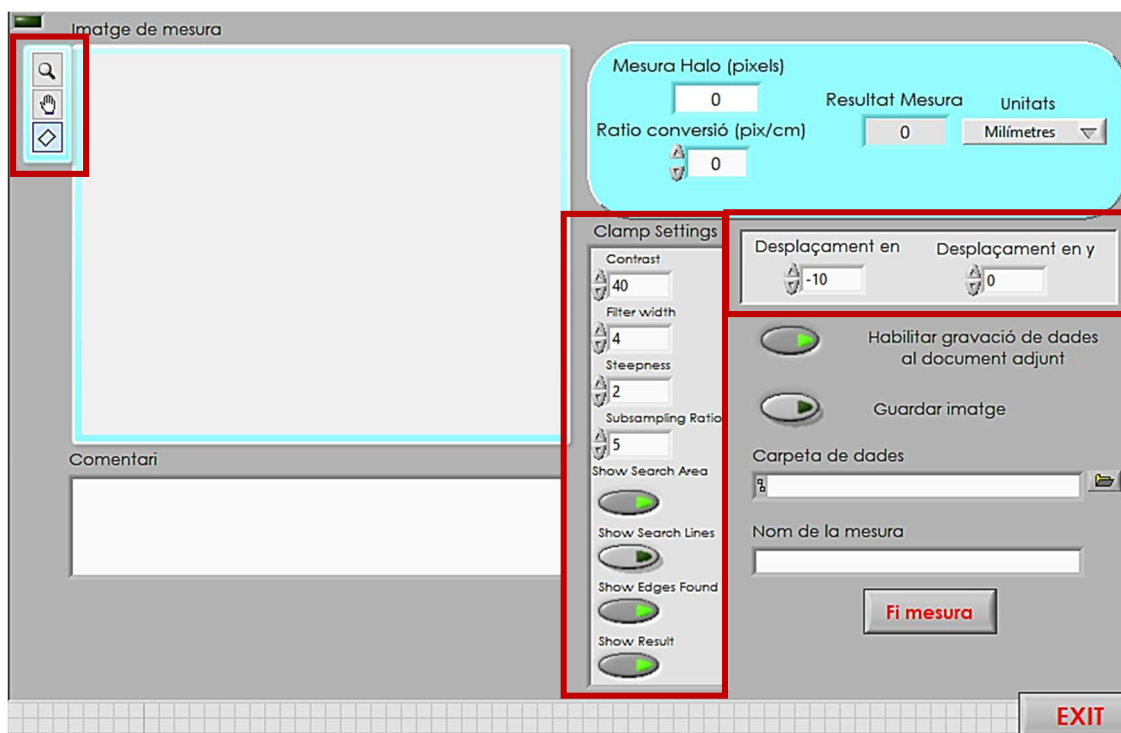 Imatge de mesura
Mesura Halo (pixels)
0
Ratio conversió (pix/cm)
0
Resultat Mesura
0
Unitats
Milímetres
Clamp Settings
Contrast
40
Filter width
4
Steepness
2
Subsampling Ratio
5
Show Search Area
Show Search Lines
Show Edges Found
Show Result
Desplaçament en
-10
Desplaçament en y
0
Habilitar gravació de dades
al document adjunt
Guardar imatge
Carpeta de dades
Nom de la mesura
Fi mesura
Comentari
EXIT